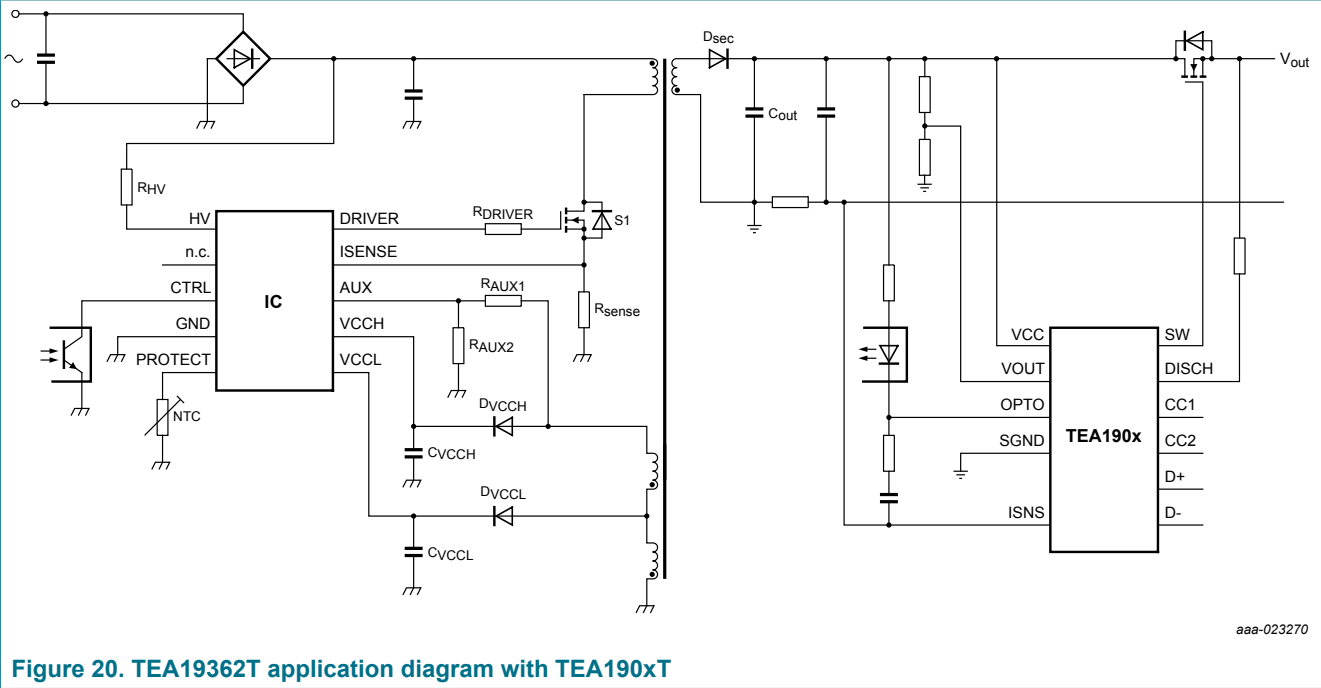 Dsec
Vout
Cout
RHV
HV
n.c.
CTRL
GND
PROTECT
NTC
IC
DRIVER
ISENSE
AUX
VCCH
VCCL
RDRIVER
S1
Rsense
RAUX1
RAUX2
DVCCH
CVCCH
DVCCL
CVCCL
VCC
VOUT
OPTO
SGND
ISNS
TEA190x
SW
DISCH
CC1
CC2
D+
D-
aaa-023270
Figure 20. TEA19362T application diagram with TEA190xT